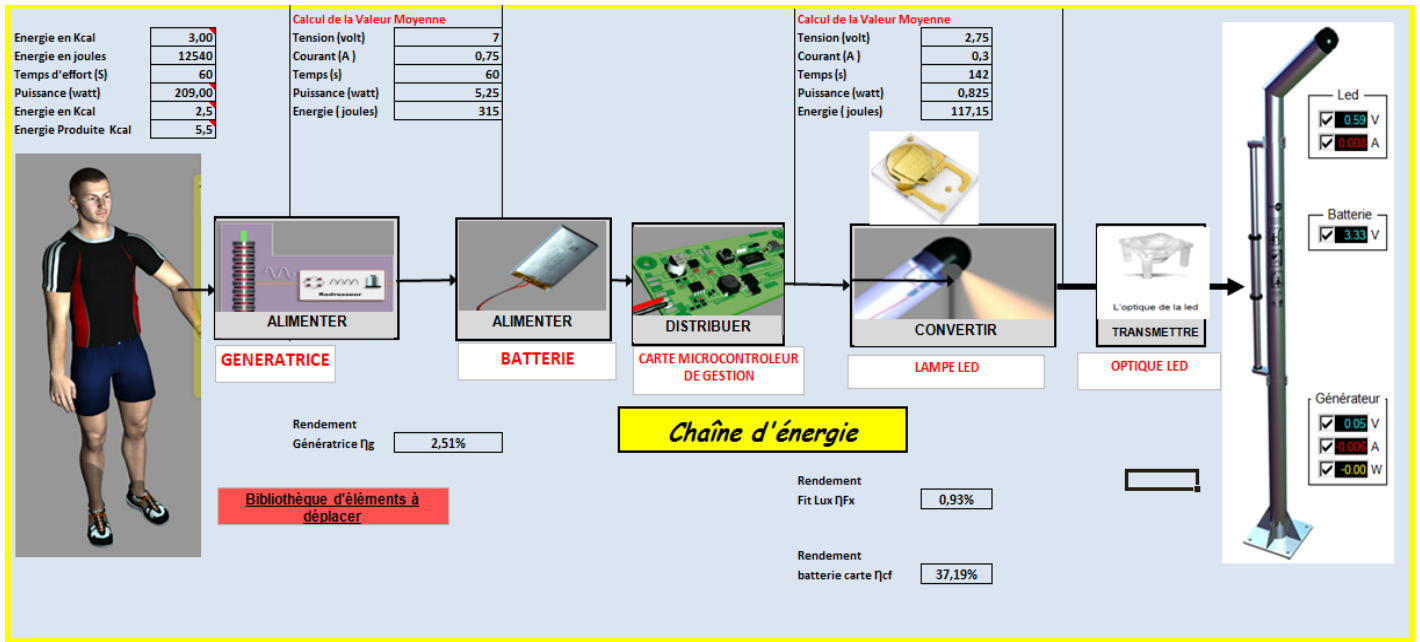 Energie en Kcal 3,00
Energie en joules 12540
Temps d'effort (S) 60
Puissance (watt) 209,00
Energie en Kcal 2,5
Energie Produite Kcal 5,5
Calcul de la Valeur Moyenne
Tension (volt) 7
Courant (A ) 0,75
Temps (s) 60
Puissance (watt) 5,25
Energie ( joules) 315
Calcul de la Valeur Moyenne
Tension (volt) 2,75
Courant (A ) 0,3
Temps (s) 142
Puissance (watt) 0,825
Energie ( joules) 117,15
Redresseur
ALIMENTER
GENERATRICE
ALIMENTER
BATTERIE
DISTRIBUER
CARTE MICROCONTROLEUR
DE GESTION
CONVERTIR
LAMPE LED
L'optique de la led
TRANSMETTRE
OPTIQUE LED
Led
0.59 V
0.008 A
Batterie
3.33 V
Générateur
0.05 V
-0.006 A
-0.00 W
Rendement
Génératrice Ƞg 2,51%
Chaîne d'énergie
Bibliothèque d'éléments à
déplacer
Rendement
Fit Lux ȠFx 0,93%
Rendement
batterie carte Ƞcf 37,19%